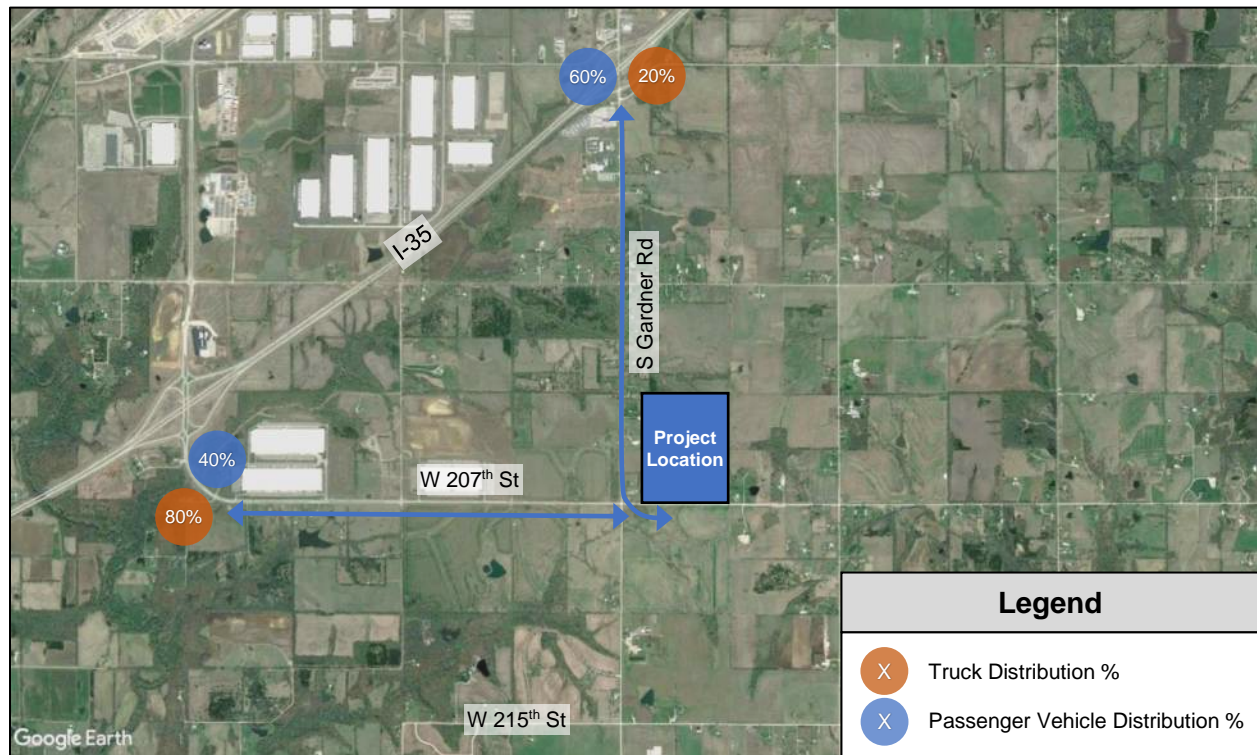 60%
20%
I-35
S Gardner Rd
Project
Location
40%
W 207th St
80%
Legend
X Truck Distribution %
X Passenger Vehicle Distribution %
W 215th St
Google Earth